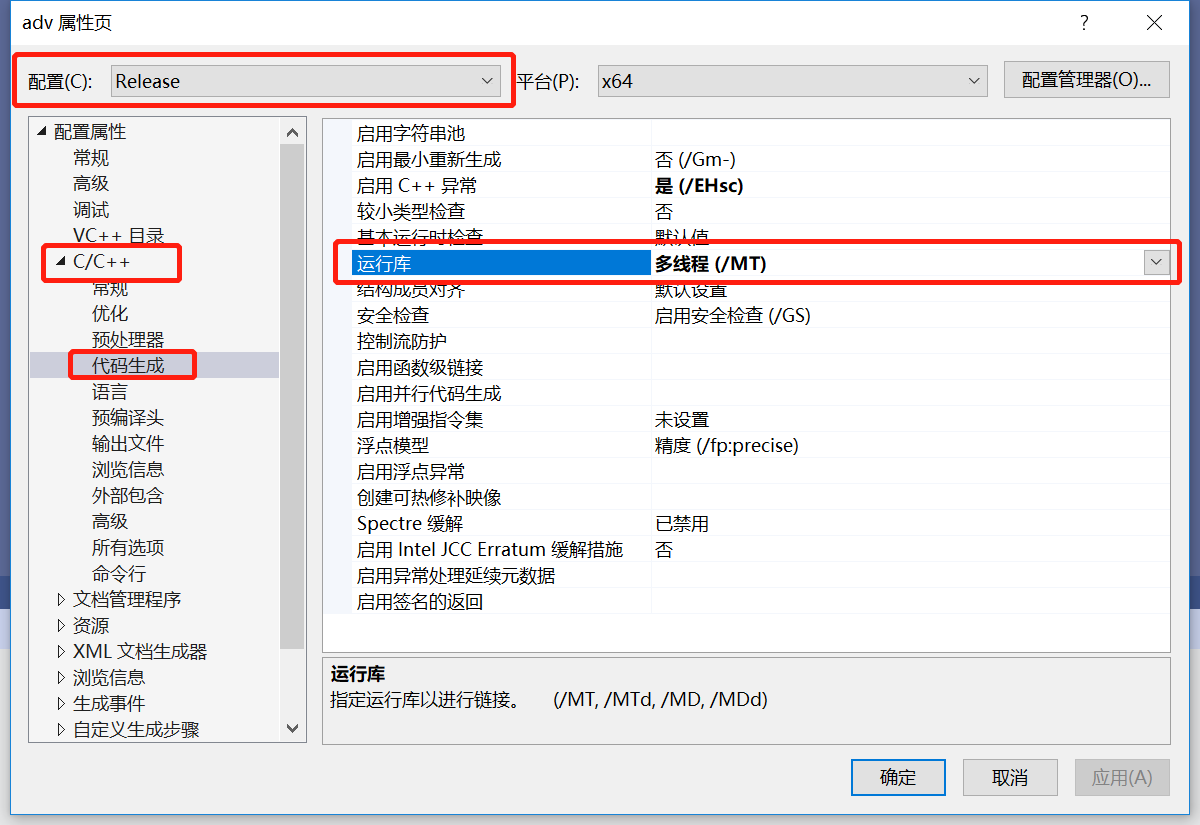 adv 属性页
配置(C): Release 平台(P): x64 配置管理器(O)...
配置属性
常规
高级
调试
VC++ 目录
C/C++
常规
优化
预处理器
代码生成
语言
预编译头
输出文件
浏览信息
外部包含
高级
所有选项
命令行
文档管理程序
资源
XML 文档生成器
浏览信息
生成事件
自定义生成步骤
启用字符串池
启用最小重新生成 否 (/Gm-)
启用 C++ 异常 是 (/EHsc)
较小类型检查 否
基本运行时检查 默认值
运行库 多线程 (/MT)
结构成员对齐 默认设置
安全检查 启用安全检查 (/GS)
控制流防护
启用函数级链接
启用并行代码生成
启用增强指令集 未设置
浮点模型 精度 (/fp:precise)
启用浮点异常
创建可热修补映像
Spectre 缓解 已禁用
启用 Intel JCC Erratum 缓解措施 否
启用异常处理延续元数据
启用签名的返回
运行库
指定运行库以进行链接。 (/MT, /MTd, /MD, /MDd)
确定 取消 应用(A)